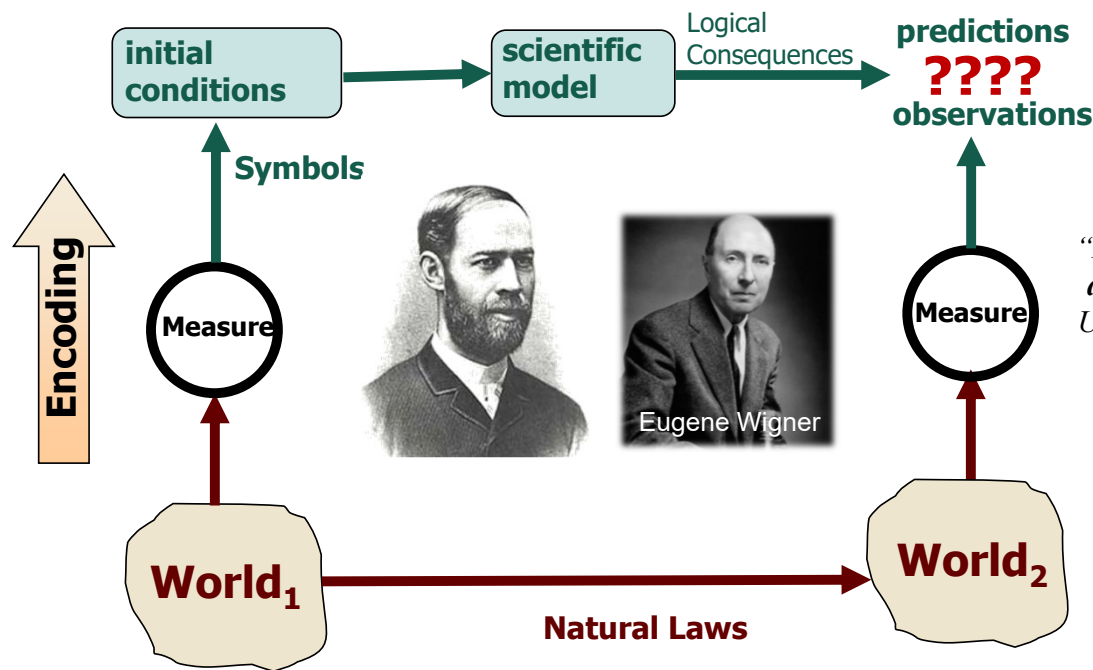 initial
conditions
scientific
model
Logical
Consequences
predictions
????
observations
Symbols
Encoding
Measure
Measure
Eugene Wigner
World₁
World₂
Natural Laws